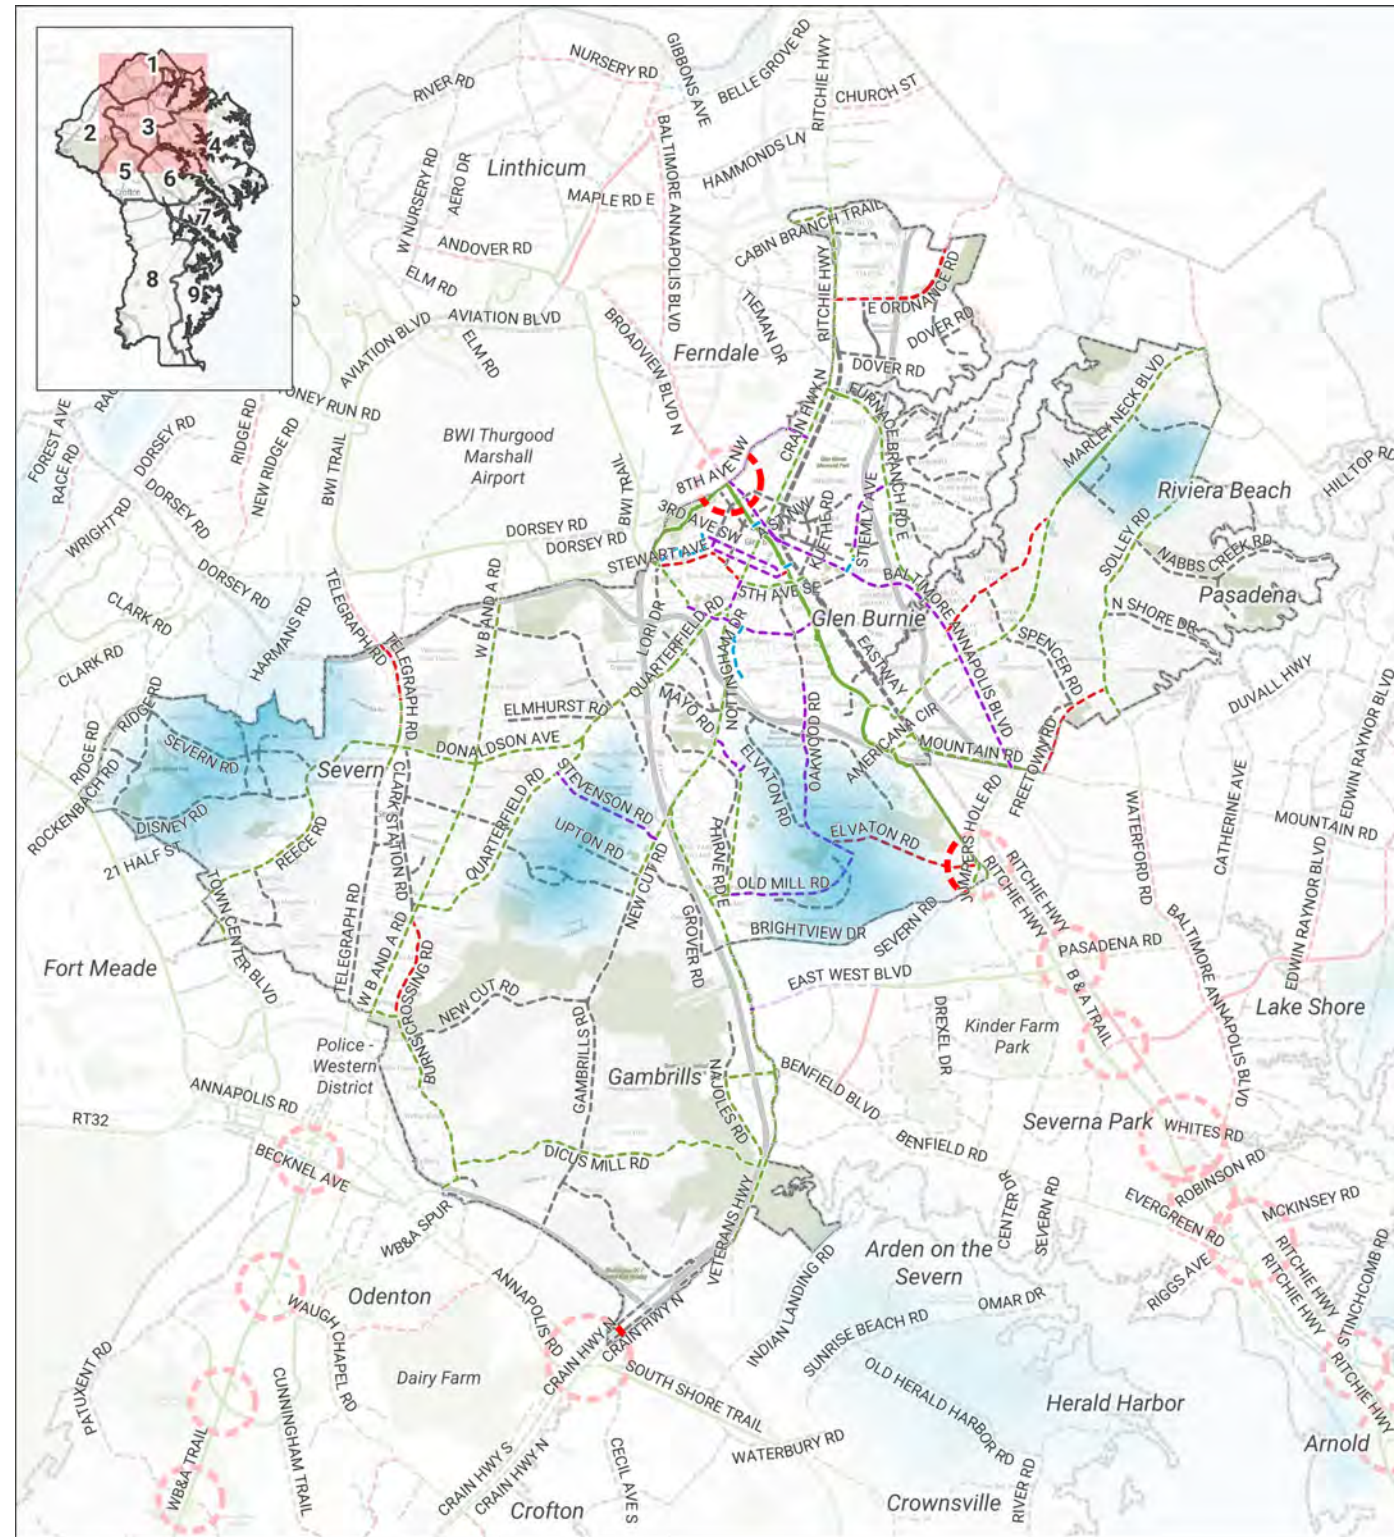 1
2
3
4
5
6
7
8
9
NURSERY RD
GIBBONS AVE
BELLE GROVE RD
RITCHIE HWY
CHURCH ST
RIVER RD
Linthicum
W NURSERY RD
AERO DR
MAPLE RD E
BALTIMORE ANNAPOLIS BLVD
HAMMONDS LN
ANDOVER RD
ELM RD
CABIN BRANCH TRAIL
RITCHIE HWY
E ORDNANCE RD
DOVER RD
AVIATION BLVD
AVIATION BLVD
ELM RD
BROADVIEW BLVD N
Ferndale
TIEMAN DR
DOVER RD
CRAIN HWY N
FURNACE BRANCH RD E
MARLEY NECK BLVD
FOREST AVE
RACE RD
DORSEY RD
RIDGE RD
NEW RIDGE RD
BWI TRAIL
BWI Thurgood
Marshall
Airport
8TH AVE NW
3RD AVE SW
KUETHE RD
STIEMLY AVE
SOLLEY RD
Riviera Beach
HILLTOP RD
WRIGHT RD
DORSEY RD
DORSEY RD
DORSEY RD
BWI TRAIL
STEWART AVE
5TH AVE SE
Glen Burnie
BALTIMORE ANNAPOLIS BLVD
NABBS CREEK RD
Pasadena
N SHORE DR
DORSEY RD
CLARK RD
CLARK RD
HARMANS RD
TELEGRAPH RD
TELEGRAPH RD
W B AND A RD
LORI DR
QUARTERFIELD RD
EASTWAY
SPENCER RD
DUVALL HWY
RIDGE RD
RIDGE RD
SEVERN RD
Severn
ELMHURST RD
DONALDSON AVE
MAYO RD
ELVATON RD
OAKWOOD RD
AMERICANA CIR
MOUNTAIN RD
FREETOWN RD
EDWIN RAYNOR BLVD
ROCKENBACH RD
DISNEY RD
21 HALF ST
REECE RD
CLARK STATION RD
QUARTERFIELD RD
STEVENSON RD
UPTON RD
PHIRNE RD E
ELVATON RD
JUMPERS HOLE RD
RITCHIE HWY
RITCHIE HWY
WATERFORD RD
CATHERINE AVE
MOUNTAIN RD
OLD MILL RD
NEW CUT RD
GROVER RD
BRIGHTVIEW DR
SEVERN RD
Fort Meade
TOWN CENTER BLVD
TELEGRAPH RD
W B AND A RD
BURNS CROSSING RD
NEW CUT RD
EAST WEST BLVD
PASADENA RD
B & A TRAIL
BALTIMORE ANNAPOLIS BLVD
EDWIN RAYNOR BLVD
Lake Shore
Police -
Western
District
GAMBRILLS RD
Gambrills
NAJOLES RD
DREXEL DR
Kinder Farm
Park
ANNAPOLIS RD
RT32
BENFIELD BLVD
BENFIELD RD
Severna Park
WHITES RD
BECKNEL AVE
DICUS MILL RD
WB&A SPUR
VETERANS HWY
CENTER DR
SEVERN RD
EVERGREEN RD
ROBINSON RD
MCKINSEY RD
Arden on the
Severn
RIGGS AVE
RITCHIE HWY
RITCHIE HWY
STINCHCOMB RD
Odenton
ANNAPOLIS RD
WAUGH CHAPEL RD
CRAIN HWY N
CRAIN HWY N
INDIAN LANDING RD
SUNRISE BEACH RD
OMAR DR
PATUXENT RD
Dairy Farm
SOUTH SHORE TRAIL
OLD HERALD HARBOR RD
Herald Harbor
RITCHIE HWY
CUNNINGHAM TRAIL
WB&A TRAIL
CRAIN HWY S
CRAIN HWY N
CECIL AVE S
WATERBURY RD
Crofton
RIVER RD
Crownsville
Arnold